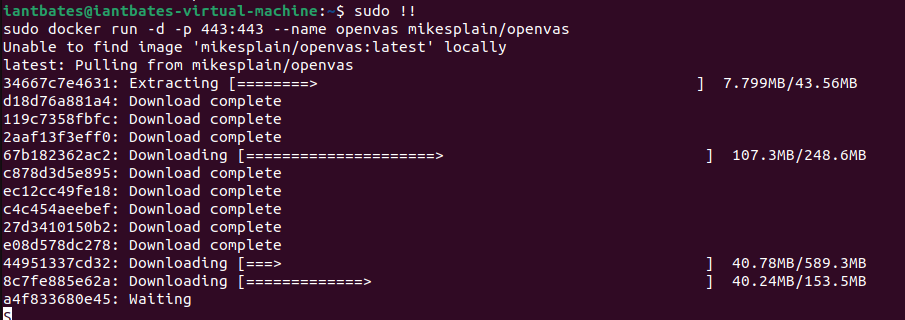 iantbates@iantbates-virtual-machine:~$ sudo !!
sudo docker run -d -p 443:443 --name openvas mikesplain/openvas
Unable to find image 'mikesplain/openvas:latest' locally
latest: Pulling from mikesplain/openvas
34667c7e4631: Extracting [========>                                          ]  7.799MB/43.56MB
d18d76a881a4: Download complete
119c7358fbfc: Download complete
2aaf13f3eff0: Download complete
67b182362ac2: Downloading [=====================>                             ]  107.3MB/248.6MB
c878d3d5e895: Download complete
ec12cc49fe18: Download complete
c4c454aeebef: Download complete
27d3410150b2: Download complete
e08d578dc278: Download complete
44951307cd32: Downloading [===>                                               ]  40.78MB/589.3MB
8c7fe885e62a: Downloading [=============>                                     ]  40.24MB/153.5MB
a4f833680e45: Waiting
S